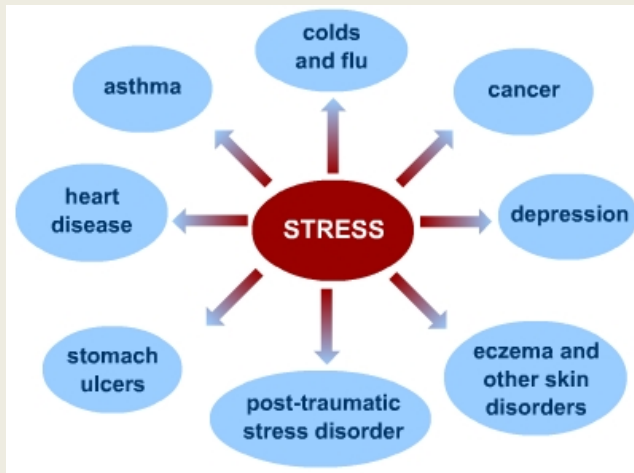 colds
and flu
asthma
cancer
heart
disease
STRESS
depression
stomach
ulcers
post-traumatic
stress disorder
eczema and
other skin
disorders